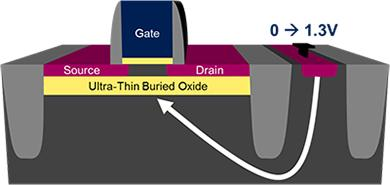 Gate
0 → 1.3V
Source
Drain
Ultra-Thin Buried Oxide